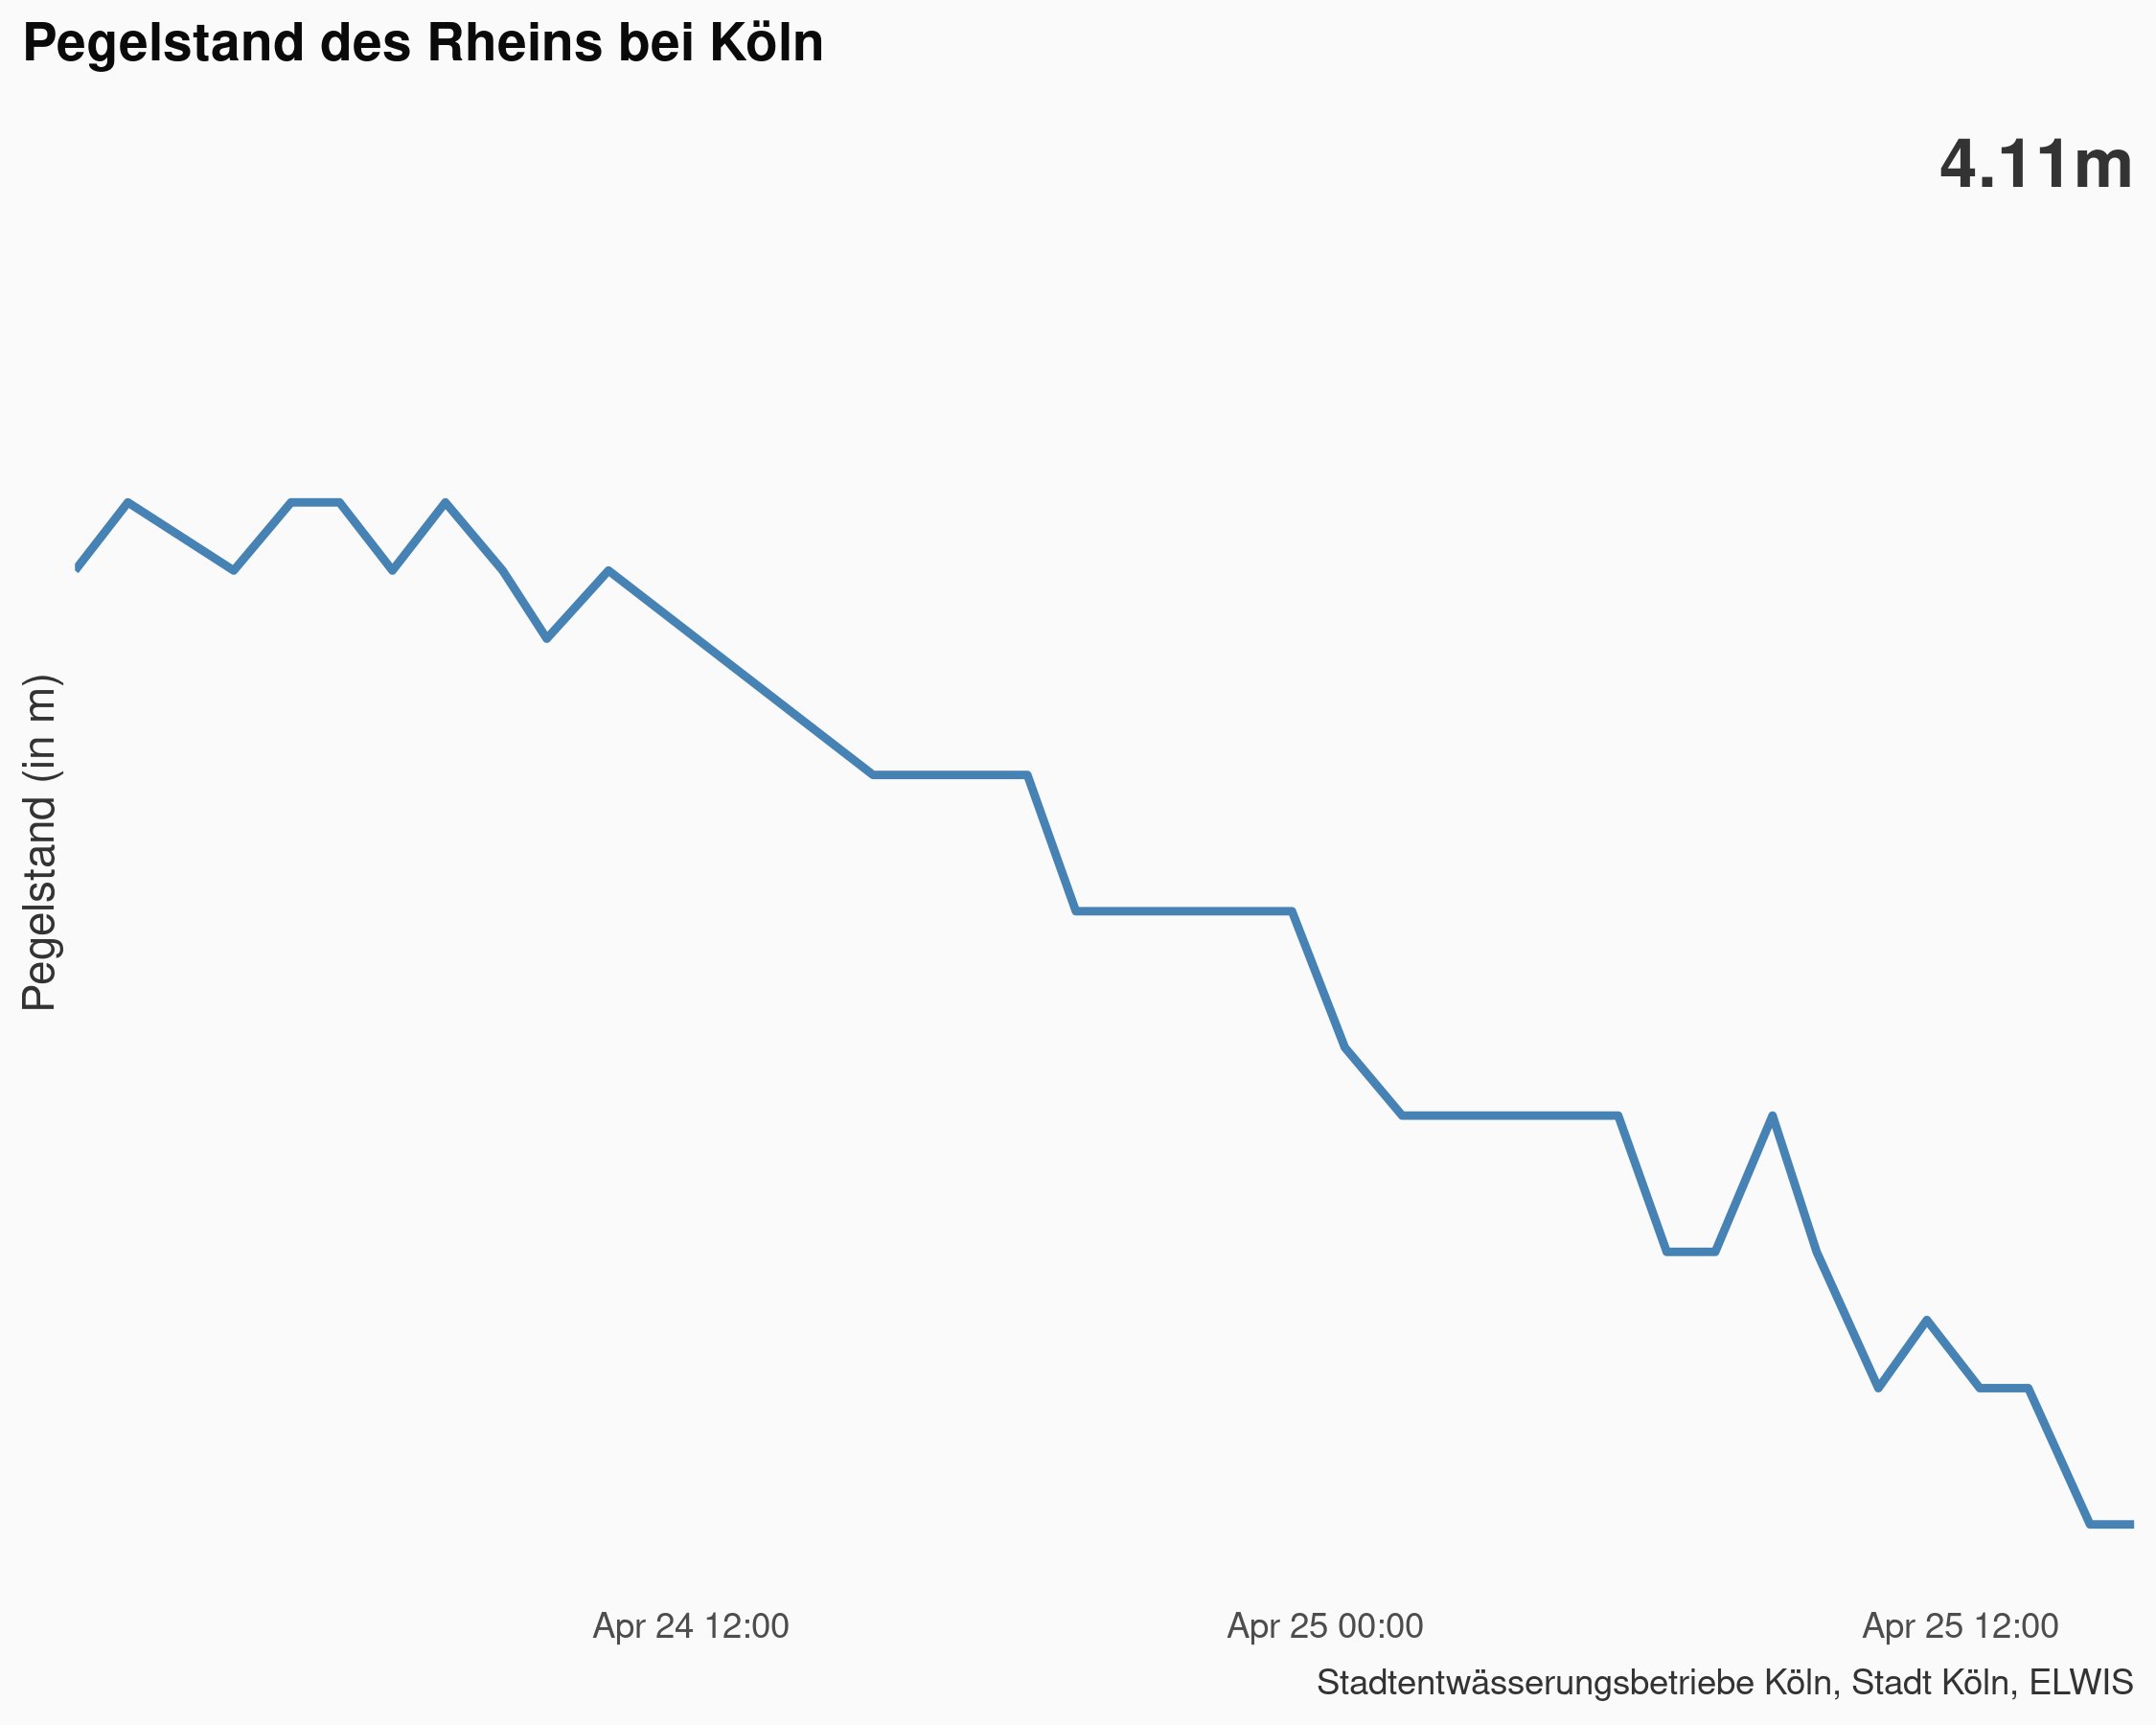 Pegelstand des Rheins bei Köln
4.11m
Pegelstand (in m)
Apr 24 12:00
Apr 25 00:00
Apr 25 12:00
Stadtentwässerungsbetriebe Köln, Stadt Köln, ELWIS